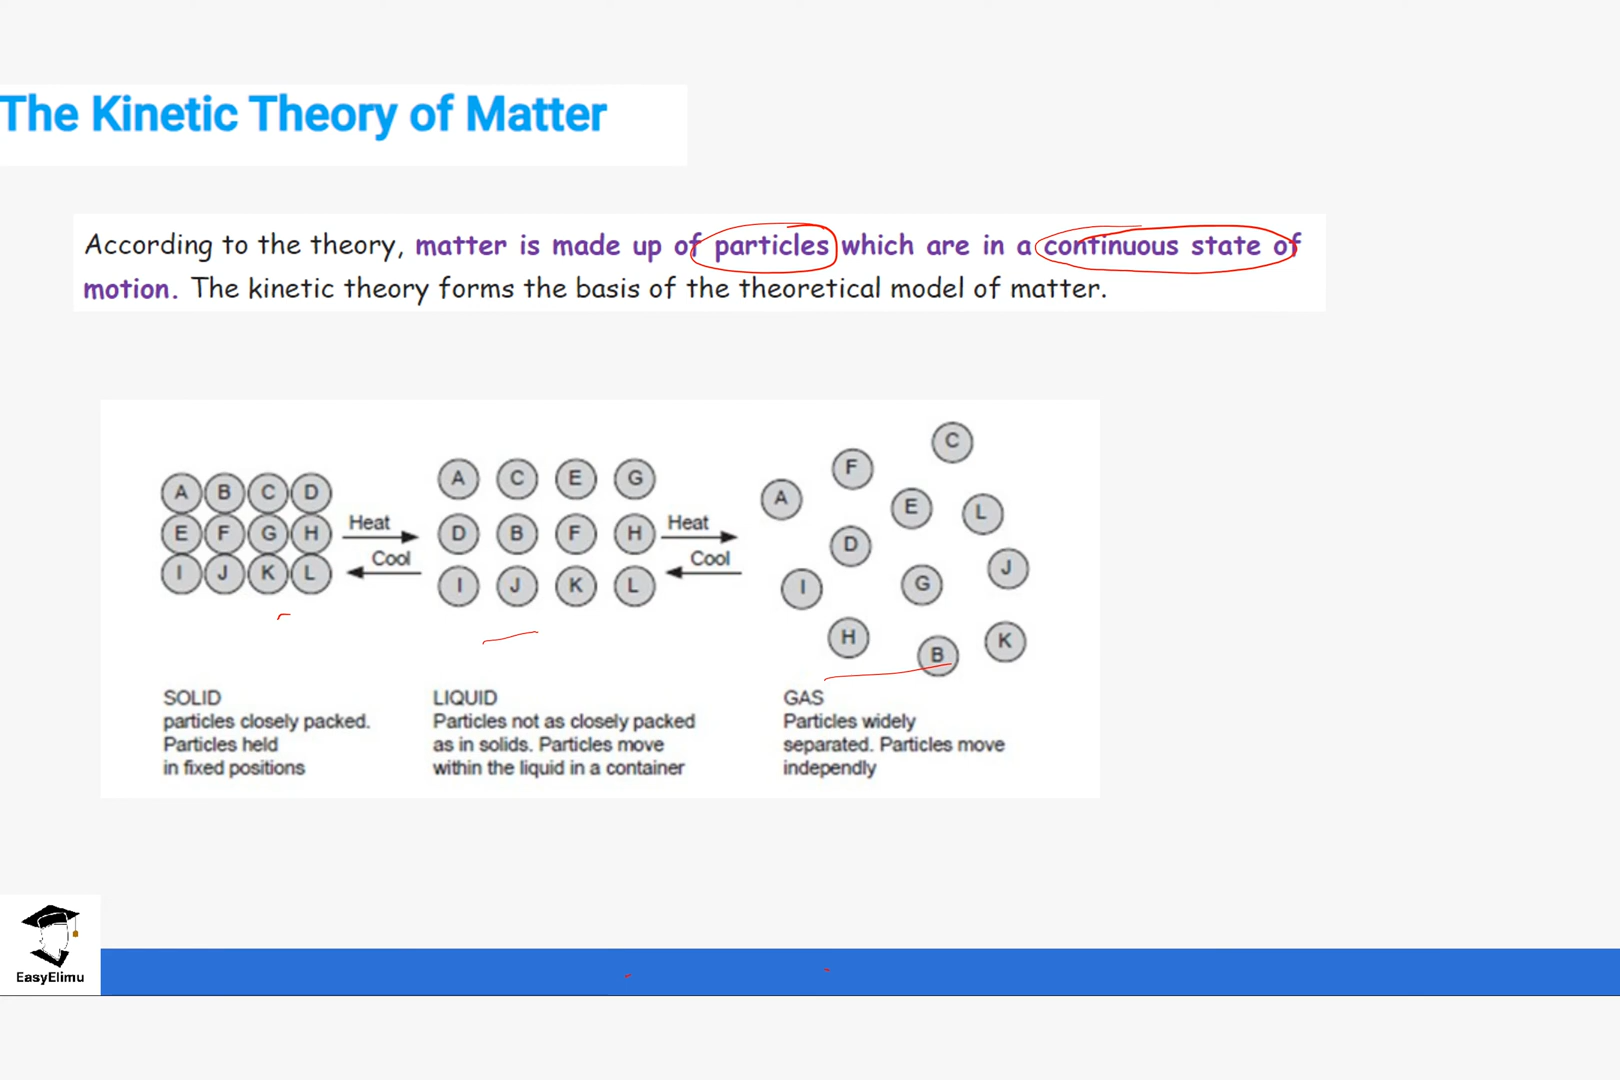 The Kinetic Theory of Matter
According to the theory, matter is made up of particles which are in a continuous state of
motion. The kinetic theory forms the basis of the theoretical model of matter.
A B C D
E F G H
I J K L
Heat
Cool
A C E G
D B F H
I J K L
Heat
Cool
C
F
A
E
L
D
J
I
G
H
B
K
SOLID
particles closely packed.
Particles held
in fixed positions
LIQUID
Particles not as closely packed
as in solids. Particles move
within the liquid in a container
GAS
Particles widely
separated. Particles move
independly
EasyElimu